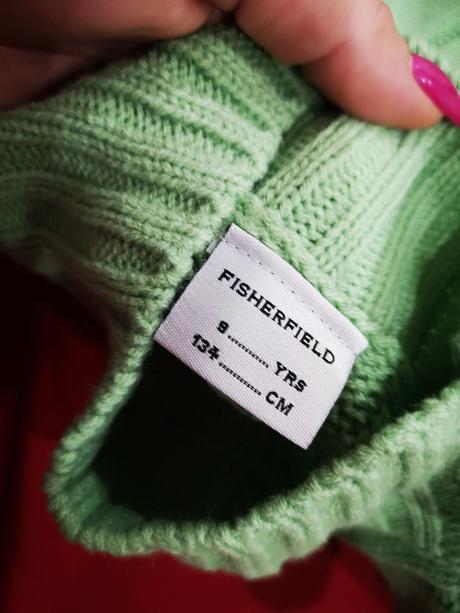 FISHERFIELD
9.......... YRS
134............ CM